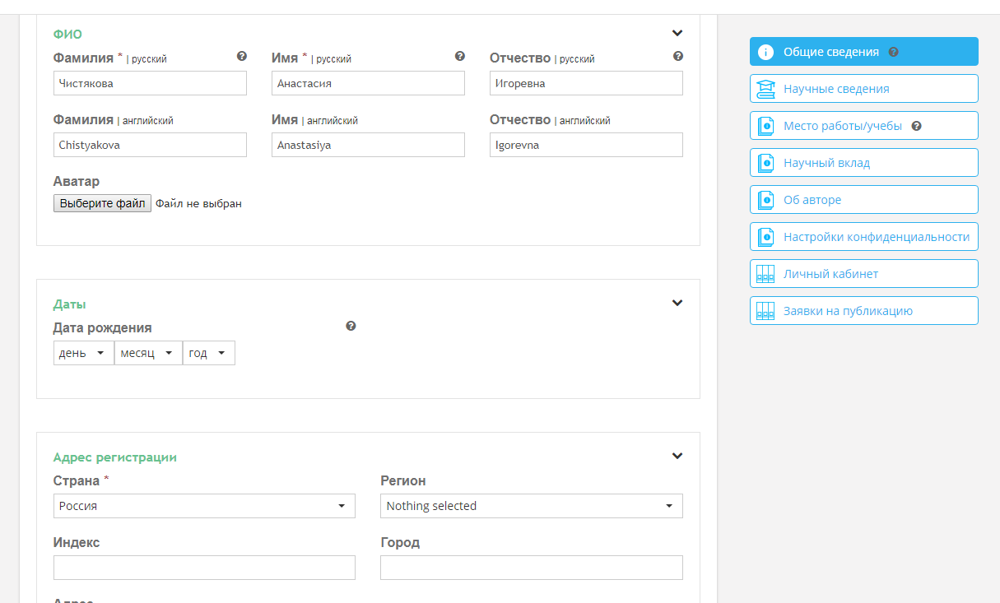 ФИО
Фамилия * | русский
Имя * | русский
Отчество | русский
Чистякова
Анастасия
Игоревна
Фамилия | английский
Имя | английский
Отчество | английский
Chistyakova
Anastasiya
Igorevna
Аватар
Выберите файл Файл не выбран
Даты
Дата рождения
день месяц год
Адрес регистрации
Страна *
Регион
Россия
Nothing selected
Индекс
Город
Адрес
Общие сведения
Научные сведения
Место работы/учебы
Научный вклад
Об авторе
Настройки конфиденциальности
Личный кабинет
Заявки на публикацию